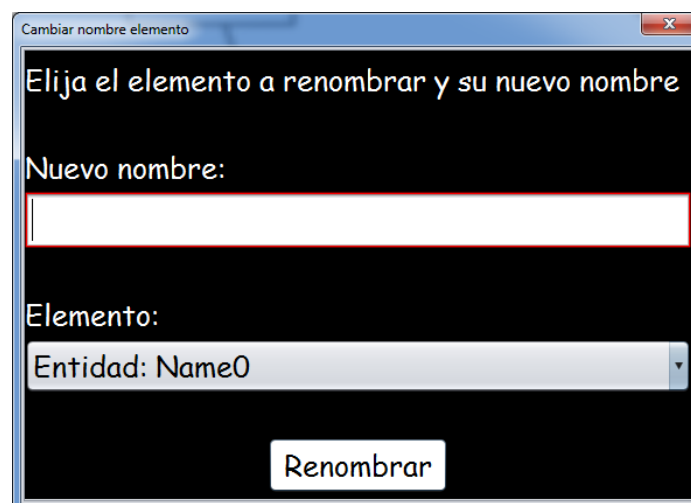 Cambiar nombre elemento
Elija el elemento a renombrar y su nuevo nombre
Nuevo nombre:
Elemento:
Entidad: Name0
Renombrar